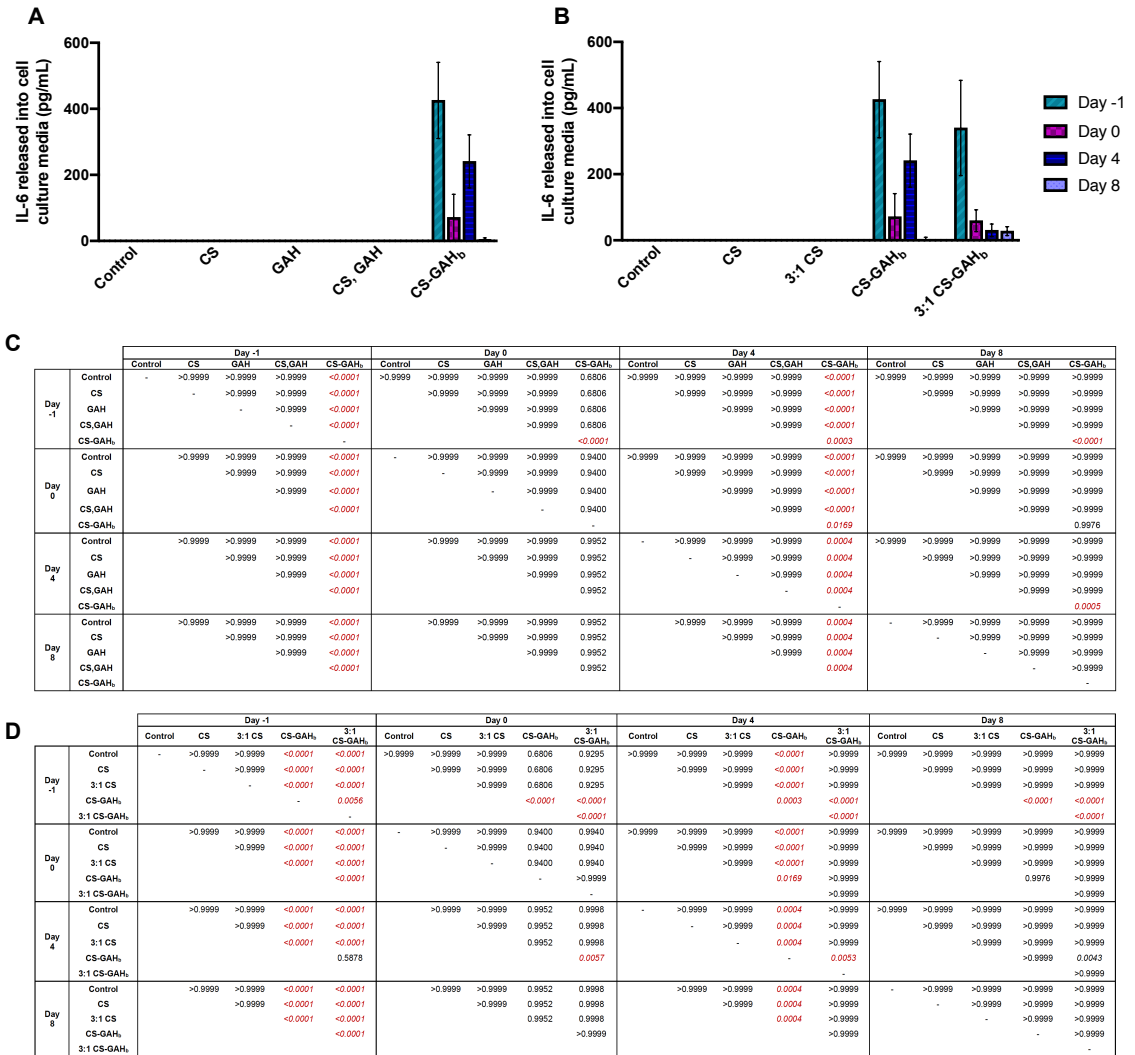 A
B
IL-6 released into cell
culture media (pg/mL)
600
400
200
0
Control
CS
GAH
CS, GAH
CS-GAHb
IL-6 released into cell
culture media (pg/mL)
600
400
200
0
Control
CS
3:1 CS
CS-GAHb
3:1 CS-GAHb
Day -1
Day 0
Day 4
Day 8
C
Day -1 Day 0 Day 4 Day 8
Control CS GAH CS,GAH CS-GAHb Control CS GAH CS,GAH CS-GAHb Control CS GAH CS,GAH CS-GAHb Control CS GAH CS,GAH CS-GAHb
Day -1
Control - >0.9999 >0.9999 >0.9999 <0.0001 >0.9999 >0.9999 >0.9999 >0.9999 0.6806 >0.9999 >0.9999 >0.9999 >0.9999 <0.0001 >0.9999 >0.9999 >0.9999 >0.9999 >0.9999
CS - >0.9999 >0.9999 <0.0001 >0.9999 >0.9999 >0.9999 0.6806 >0.9999 >0.9999 >0.9999 <0.0001 >0.9999 >0.9999 >0.9999 >0.9999
GAH - >0.9999 <0.0001 >0.9999 >0.9999 0.6806 >0.9999 >0.9999 <0.0001 >0.9999 >0.9999 >0.9999
CS,GAH - <0.0001 >0.9999 0.6806 >0.9999 <0.0001 >0.9999 >0.9999
CS-GAHb - <0.0001 0.0003 <0.0001
Day 0
Control >0.9999 >0.9999 >0.9999 <0.0001 - >0.9999 >0.9999 >0.9999 0.9400 >0.9999 >0.9999 >0.9999 >0.9999 <0.0001 >0.9999 >0.9999 >0.9999 >0.9999 >0.9999
CS >0.9999 >0.9999 <0.0001 - >0.9999 >0.9999 0.9400 >0.9999 >0.9999 >0.9999 <0.0001 >0.9999 >0.9999 >0.9999 >0.9999
GAH >0.9999 <0.0001 - >0.9999 0.9400 >0.9999 >0.9999 <0.0001 >0.9999 >0.9999 >0.9999
CS,GAH <0.0001 - 0.9400 >0.9999 <0.0001 >0.9999 >0.9999
CS-GAHb - 0.0169 0.9976
Day 4
Control >0.9999 >0.9999 >0.9999 <0.0001 >0.9999 >0.9999 >0.9999 0.9952 - >0.9999 >0.9999 >0.9999 0.0004 >0.9999 >0.9999 >0.9999 >0.9999 >0.9999
CS >0.9999 >0.9999 <0.0001 >0.9999 >0.9999 0.9952 - >0.9999 >0.9999 0.0004 >0.9999 >0.9999 >0.9999 >0.9999
GAH >0.9999 <0.0001 >0.9999 0.9952 - >0.9999 0.0004 >0.9999 >0.9999 >0.9999
CS,GAH <0.0001 0.9952 - 0.0004 >0.9999 >0.9999
CS-GAHb - 0.0005
Day 8
Control >0.9999 >0.9999 >0.9999 <0.0001 >0.9999 >0.9999 >0.9999 0.9952 >0.9999 >0.9999 >0.9999 0.0004 - >0.9999 >0.9999 >0.9999 >0.9999
CS >0.9999 >0.9999 <0.0001 >0.9999 >0.9999 0.9952 >0.9999 >0.9999 0.0004 - >0.9999 >0.9999 >0.9999
GAH >0.9999 <0.0001 >0.9999 0.9952 >0.9999 0.0004 - >0.9999 >0.9999
CS,GAH <0.0001 0.9952 0.0004 - >0.9999
CS-GAHb -
D
Day -1 Day 0 Day 4 Day 8
Control CS 3:1 CS CS-GAHb 3:1 CS-GAHb Control CS 3:1 CS CS-GAHb 3:1 CS-GAHb Control CS 3:1 CS CS-GAHb 3:1 CS-GAHb Control CS 3:1 CS CS-GAHb 3:1 CS-GAHb
Day -1
Control - >0.9999 >0.9999 <0.0001 <0.0001 >0.9999 >0.9999 >0.9999 0.6806 0.9295 >0.9999 >0.9999 >0.9999 <0.0001 >0.9999 >0.9999 >0.9999 >0.9999 >0.9999 >0.9999
CS - >0.9999 <0.0001 <0.0001 >0.9999 >0.9999 0.6806 0.9295 >0.9999 >0.9999 <0.0001 >0.9999 >0.9999 >0.9999 >0.9999 >0.9999
3:1 CS - <0.0001 <0.0001 >0.9999 0.6806 0.9295 >0.9999 <0.0001 >0.9999 >0.9999 >0.9999 >0.9999
CS-GAHb - 0.0056 <0.0001 <0.0001 0.0003 <0.0001 <0.0001 <0.0001
3:1 CS-GAHb - <0.0001 <0.0001 <0.0001
Day 0
Control >0.9999 >0.9999 <0.0001 <0.0001 - >0.9999 >0.9999 0.9400 0.9940 >0.9999 >0.9999 >0.9999 <0.0001 >0.9999 >0.9999 >0.9999 >0.9999 >0.9999 >0.9999
CS >0.9999 <0.0001 <0.0001 - >0.9999 0.9400 0.9940 >0.9999 >0.9999 <0.0001 >0.9999 >0.9999 >0.9999 >0.9999 >0.9999
3:1 CS <0.0001 <0.0001 - 0.9400 0.9940 >0.9999 <0.0001 >0.9999 >0.9999 >0.9999 >0.9999
CS-GAHb <0.0001 - >0.9999 0.0169 >0.9999 0.9976 >0.9999
3:1 CS-GAHb - >0.9999 >0.9999
Day 4
Control >0.9999 >0.9999 <0.0001 <0.0001 >0.9999 >0.9999 0.9952 0.9998 - >0.9999 >0.9999 0.0004 >0.9999 >0.9999 >0.9999 >0.9999 >0.9999 >0.9999
CS >0.9999 <0.0001 <0.0001 >0.9999 0.9952 0.9998 - >0.9999 0.0004 >0.9999 >0.9999 >0.9999 >0.9999 >0.9999
3:1 CS <0.0001 <0.0001 0.9952 0.9998 - 0.0004 >0.9999 >0.9999 >0.9999 >0.9999
CS-GAHb 0.5878 0.0057 - 0.0053 >0.9999 0.0043
3:1 CS-GAHb - >0.9999
Day 8
Control >0.9999 >0.9999 <0.0001 <0.0001 >0.9999 >0.9999 0.9952 0.9998 >0.9999 >0.9999 0.0004 >0.9999 - >0.9999 >0.9999 >0.9999 >0.9999
CS >0.9999 <0.0001 <0.0001 >0.9999 0.9952 0.9998 >0.9999 0.0004 >0.9999 - >0.9999 >0.9999 >0.9999
3:1 CS <0.0001 <0.0001 0.9952 0.9998 0.0004 >0.9999 - >0.9999 >0.9999
CS-GAHb <0.0001 >0.9999 >0.9999 - >0.9999
3:1 CS-GAHb -